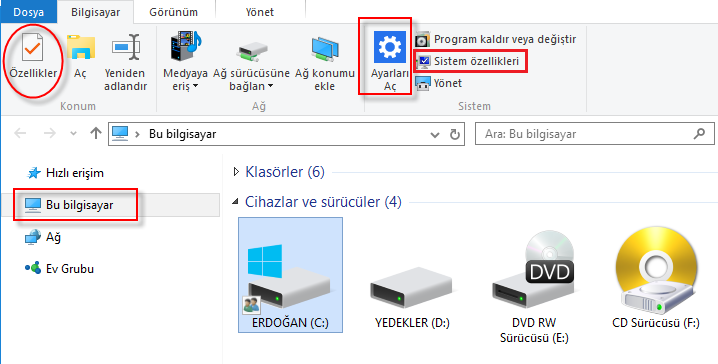 Dosya Bilgisayar Görünüm Yönet
Özellikler
Aç
Yeniden
adlandır
Medyaya
eriş
Ağ sürücüsüne
bağlan
Ağ konumu
ekle
Ayarları
Aç
Program kaldır veya değiştir
Sistem özellikleri
Yönet
Konum
Ağ
Sistem
Bu bilgisayar
Ara: Bu bilgisayar
Hızlı erişim
Bu bilgisayar
Ağ
Ev Grubu
Klasörler (6)
Cihazlar ve sürücüler (4)
ERDOĞAN (C:)
YEDEKLER (D:)
DVD
DVD RW
Sürücüsü (E:)
CD Sürücüsü (F:)